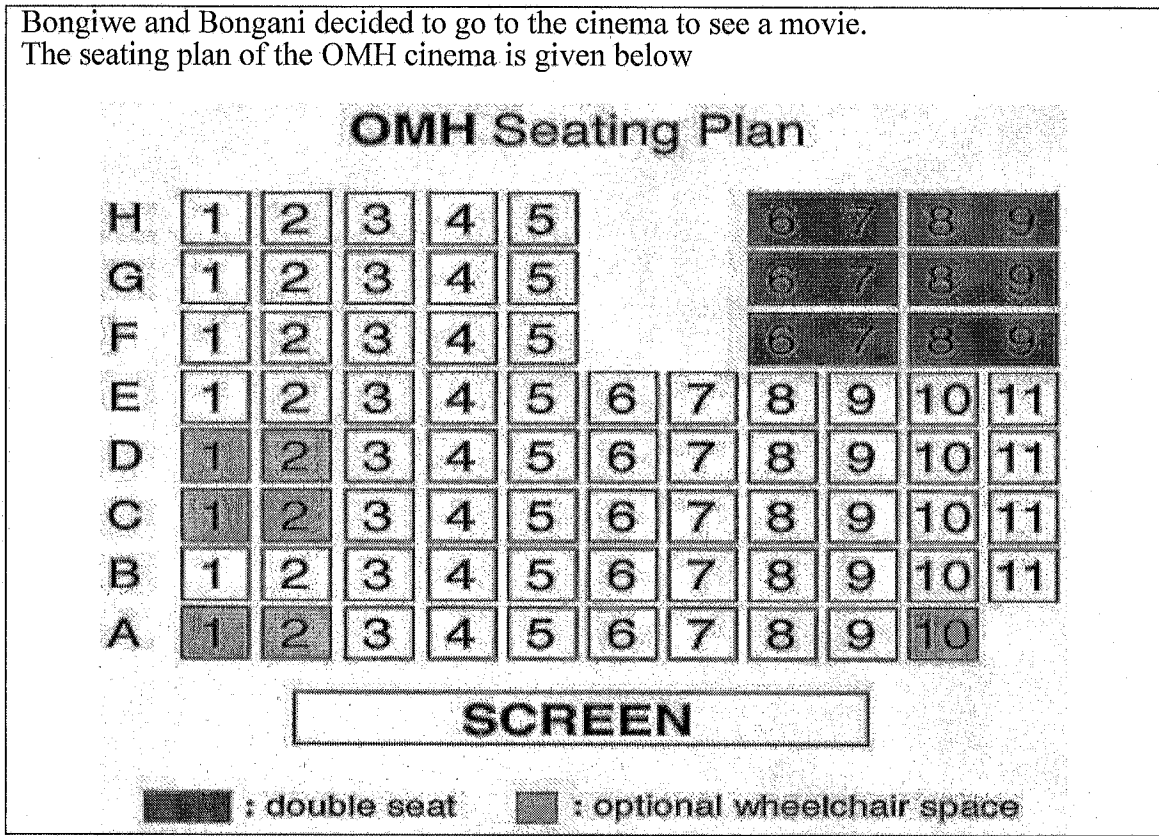 Bongiwe and Bongani decided to go to the cinema to see a movie.
The seating plan of the OMH cinema is given below
OMH Seating Plan
H 1 2 3 4 5 6 7 8 9
G 1 2 3 4 5 6 7 8 9
F 1 2 3 4 5 6 7 8 9
E 1 2 3 4 5 6 7 8 9 10 11
D 1 2 3 4 5 6 7 8 9 10 11
C 1 2 3 4 5 6 7 8 9 10 11
B 1 2 3 4 5 6 7 8 9 10 11
A 1 2 3 4 5 6 7 8 9 10
SCREEN
: double seat : optional wheelchair space